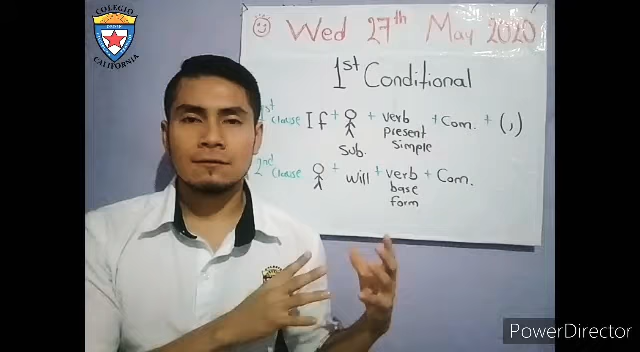 COLEGIO
CALIFORNIA
Wed 27th May 2020
1st Conditional
1st clause If + + verb present simple + Com. + (,)
Sub.
2nd clause + will + verb base form + Com.
PowerDirector